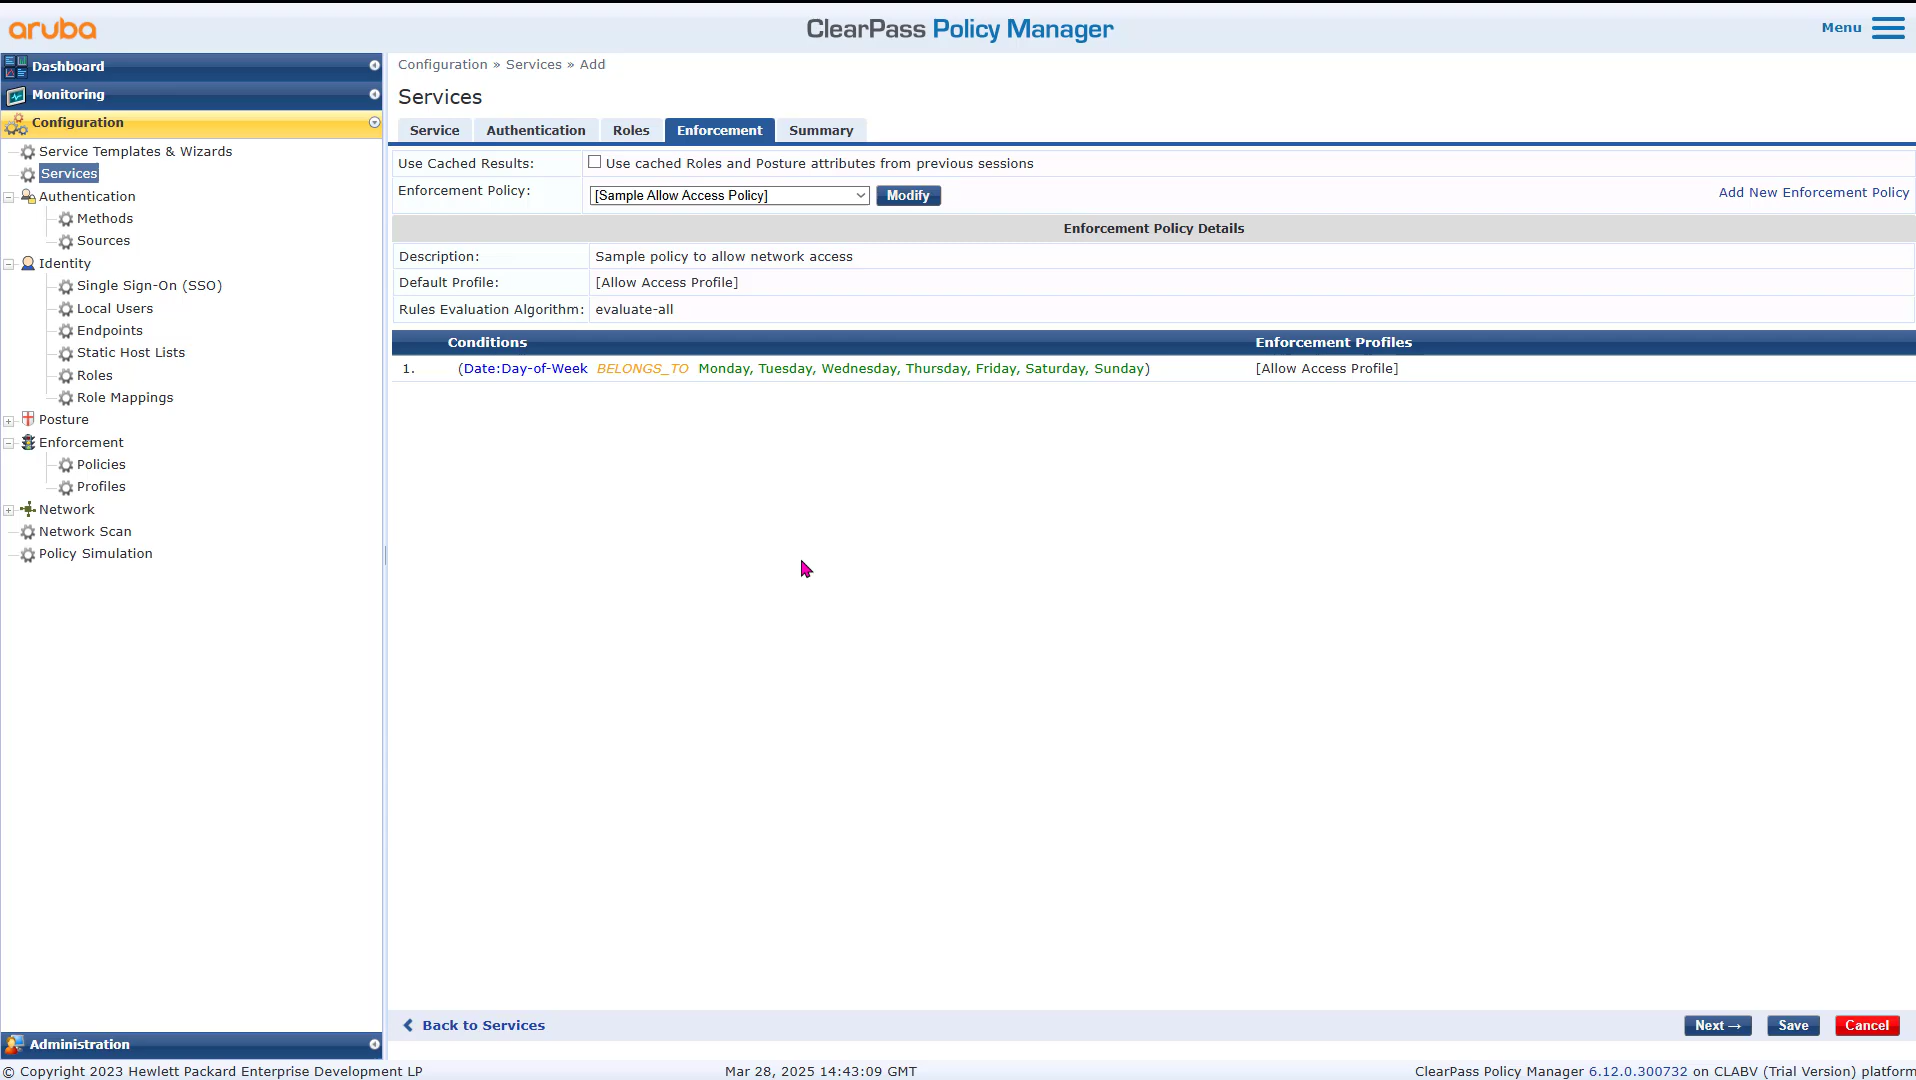 aruba
ClearPass Policy Manager
Menu
Dashboard
Monitoring
Configuration
Service Templates & Wizards
Services
Authentication
Methods
Sources
Identity
Single Sign-On (SSO)
Local Users
Endpoints
Static Host Lists
Roles
Role Mappings
Posture
Enforcement
Policies
Profiles
Network
Network Scan
Policy Simulation
Administration
Configuration » Services » Add
Services
Service Authentication Roles Enforcement Summary
Use Cached Results: Use cached Roles and Posture attributes from previous sessions
Enforcement Policy: [Sample Allow Access Policy] Modify Add New Enforcement Policy
Enforcement Policy Details
Description: Sample policy to allow network access
Default Profile: [Allow Access Profile]
Rules Evaluation Algorithm: evaluate-all
Conditions Enforcement Profiles
1. (Date:Day-of-Week BELONGS_TO Monday, Tuesday, Wednesday, Thursday, Friday, Saturday, Sunday) [Allow Access Profile]
Back to Services Next → Save Cancel
© Copyright 2023 Hewlett Packard Enterprise Development LP Mar 28, 2025 14:43:09 GMT ClearPass Policy Manager 6.12.0.300732 on CLABV (Trial Version) platform